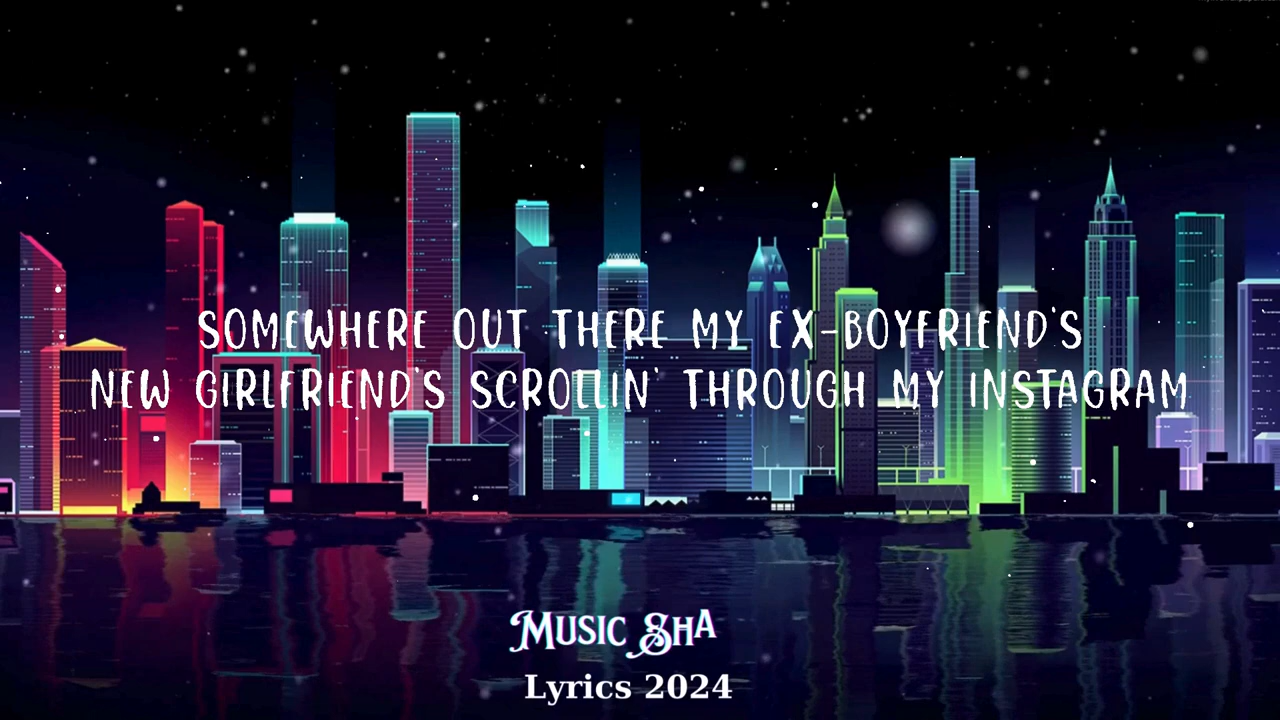 SOMEWHERE OUT THERE MY EX-BOYFRIEND'S
NEW GIRLFRIEND'S SCROLLIN' THROUGH MY INSTAGRAM
MUSIC SHA
Lyrics 2024